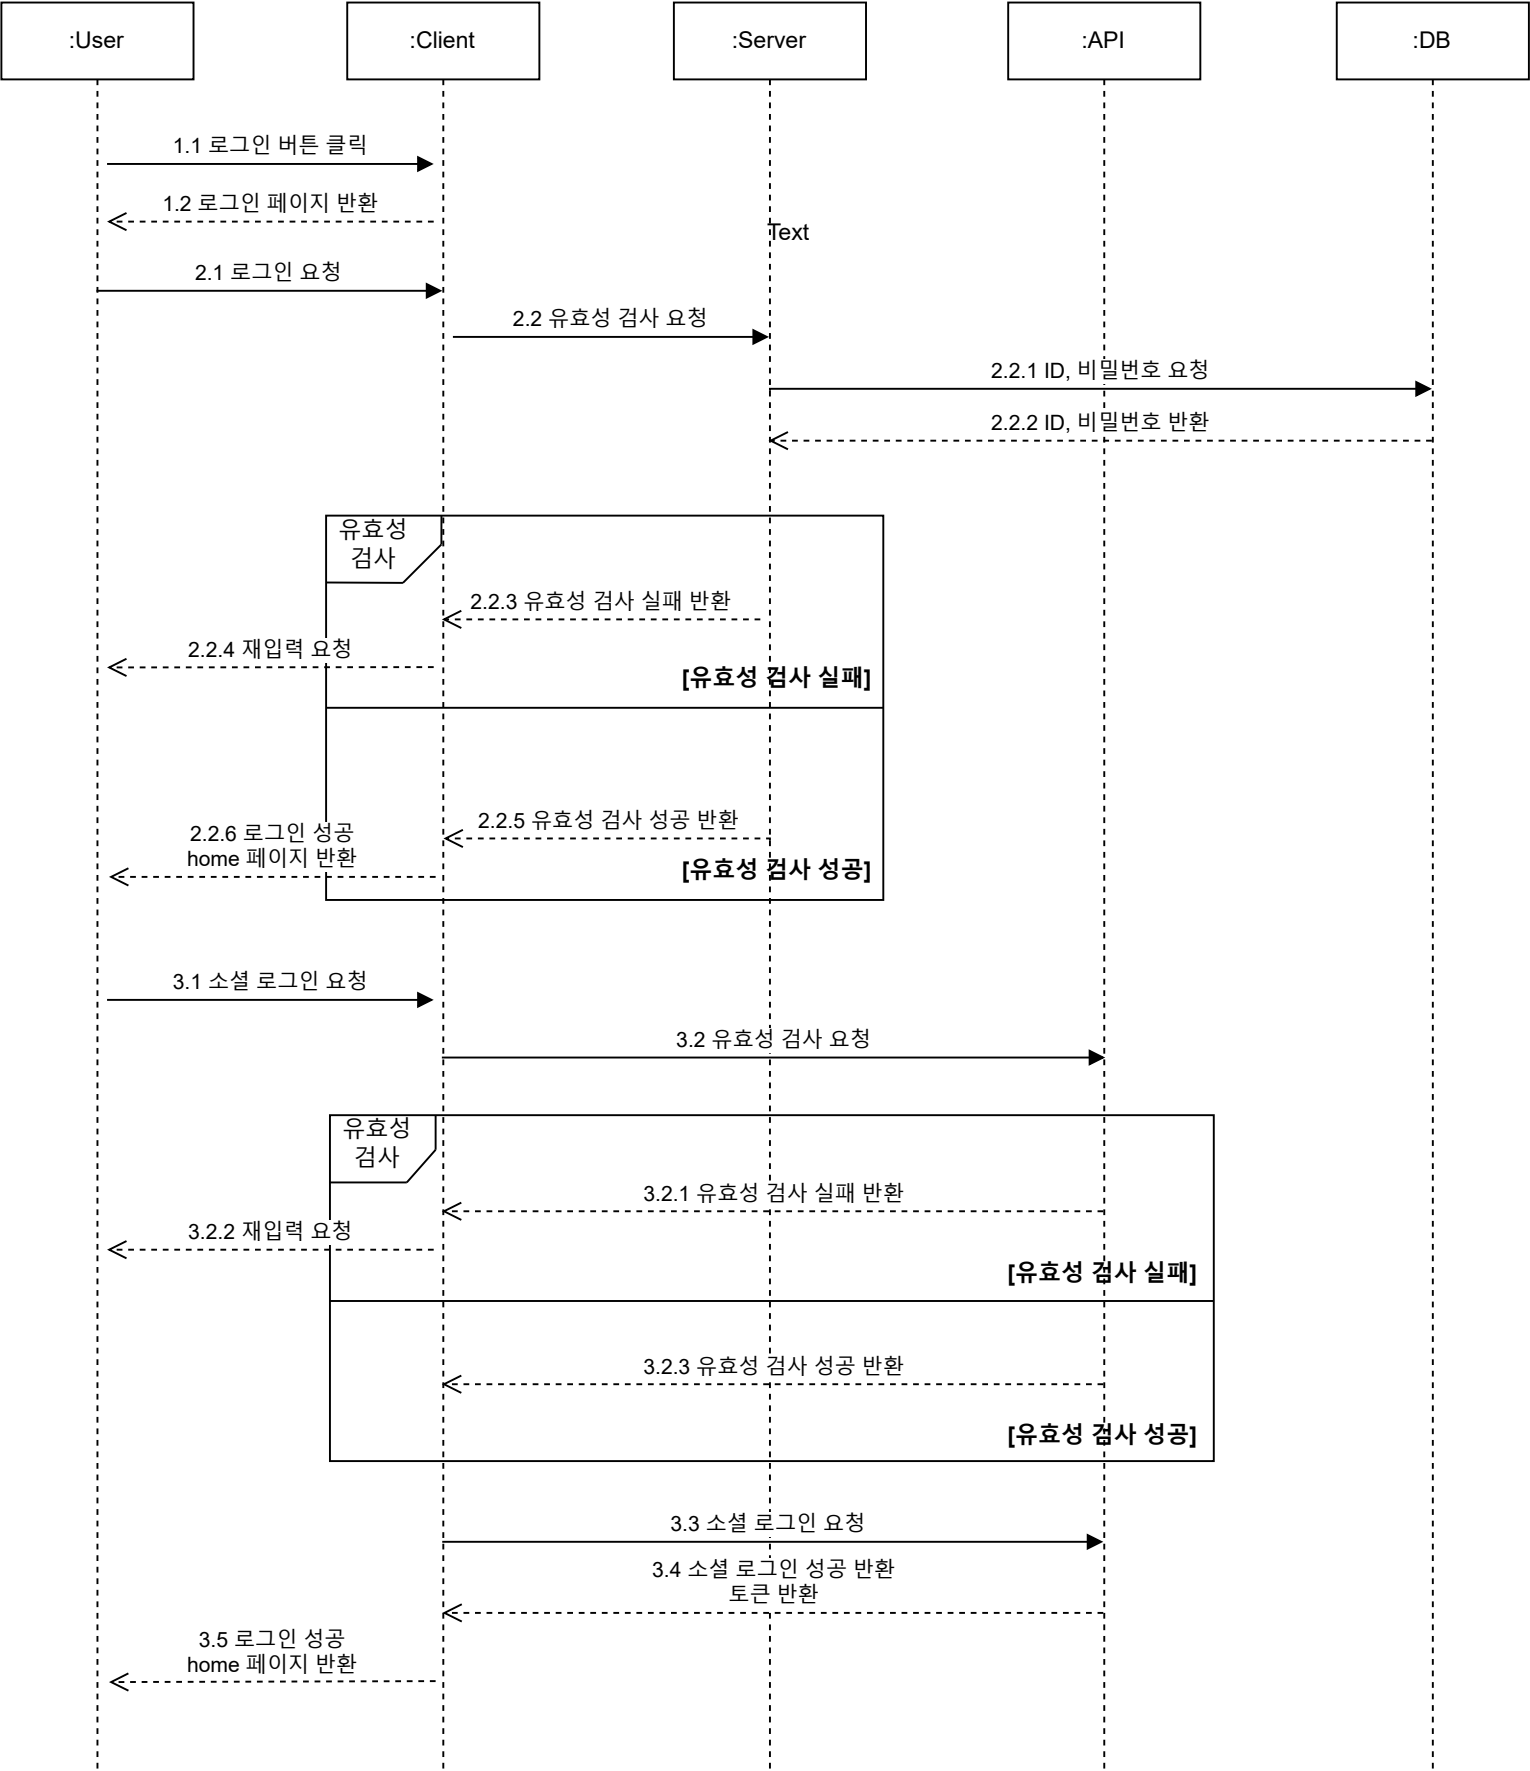 :User
:Client
:Server
:API
:DB
1.1 로그인 버튼 클릭
1.2 로그인 페이지 반환
Text
2.1 로그인 요청
2.2 유효성 검사 요청
2.2.1 ID, 비밀번호 요청
2.2.2 ID, 비밀번호 반환
유효성
검사
2.2.3 유효성 검사 실패 반환
2.2.4 재입력 요청
[유효성 검사 실패]
2.2.5 유효성 검사 성공 반환
2.2.6 로그인 성공
home 페이지 반환
[유효성 검사 성공]
3.1 소셜 로그인 요청
3.2 유효성 검사 요청
유효성
검사
3.2.1 유효성 검사 실패 반환
3.2.2 재입력 요청
[유효성 검사 실패]
3.2.3 유효성 검사 성공 반환
[유효성 검사 성공]
3.3 소셜 로그인 요청
3.4 소셜 로그인 성공 반환
토큰 반환
3.5 로그인 성공
home 페이지 반환